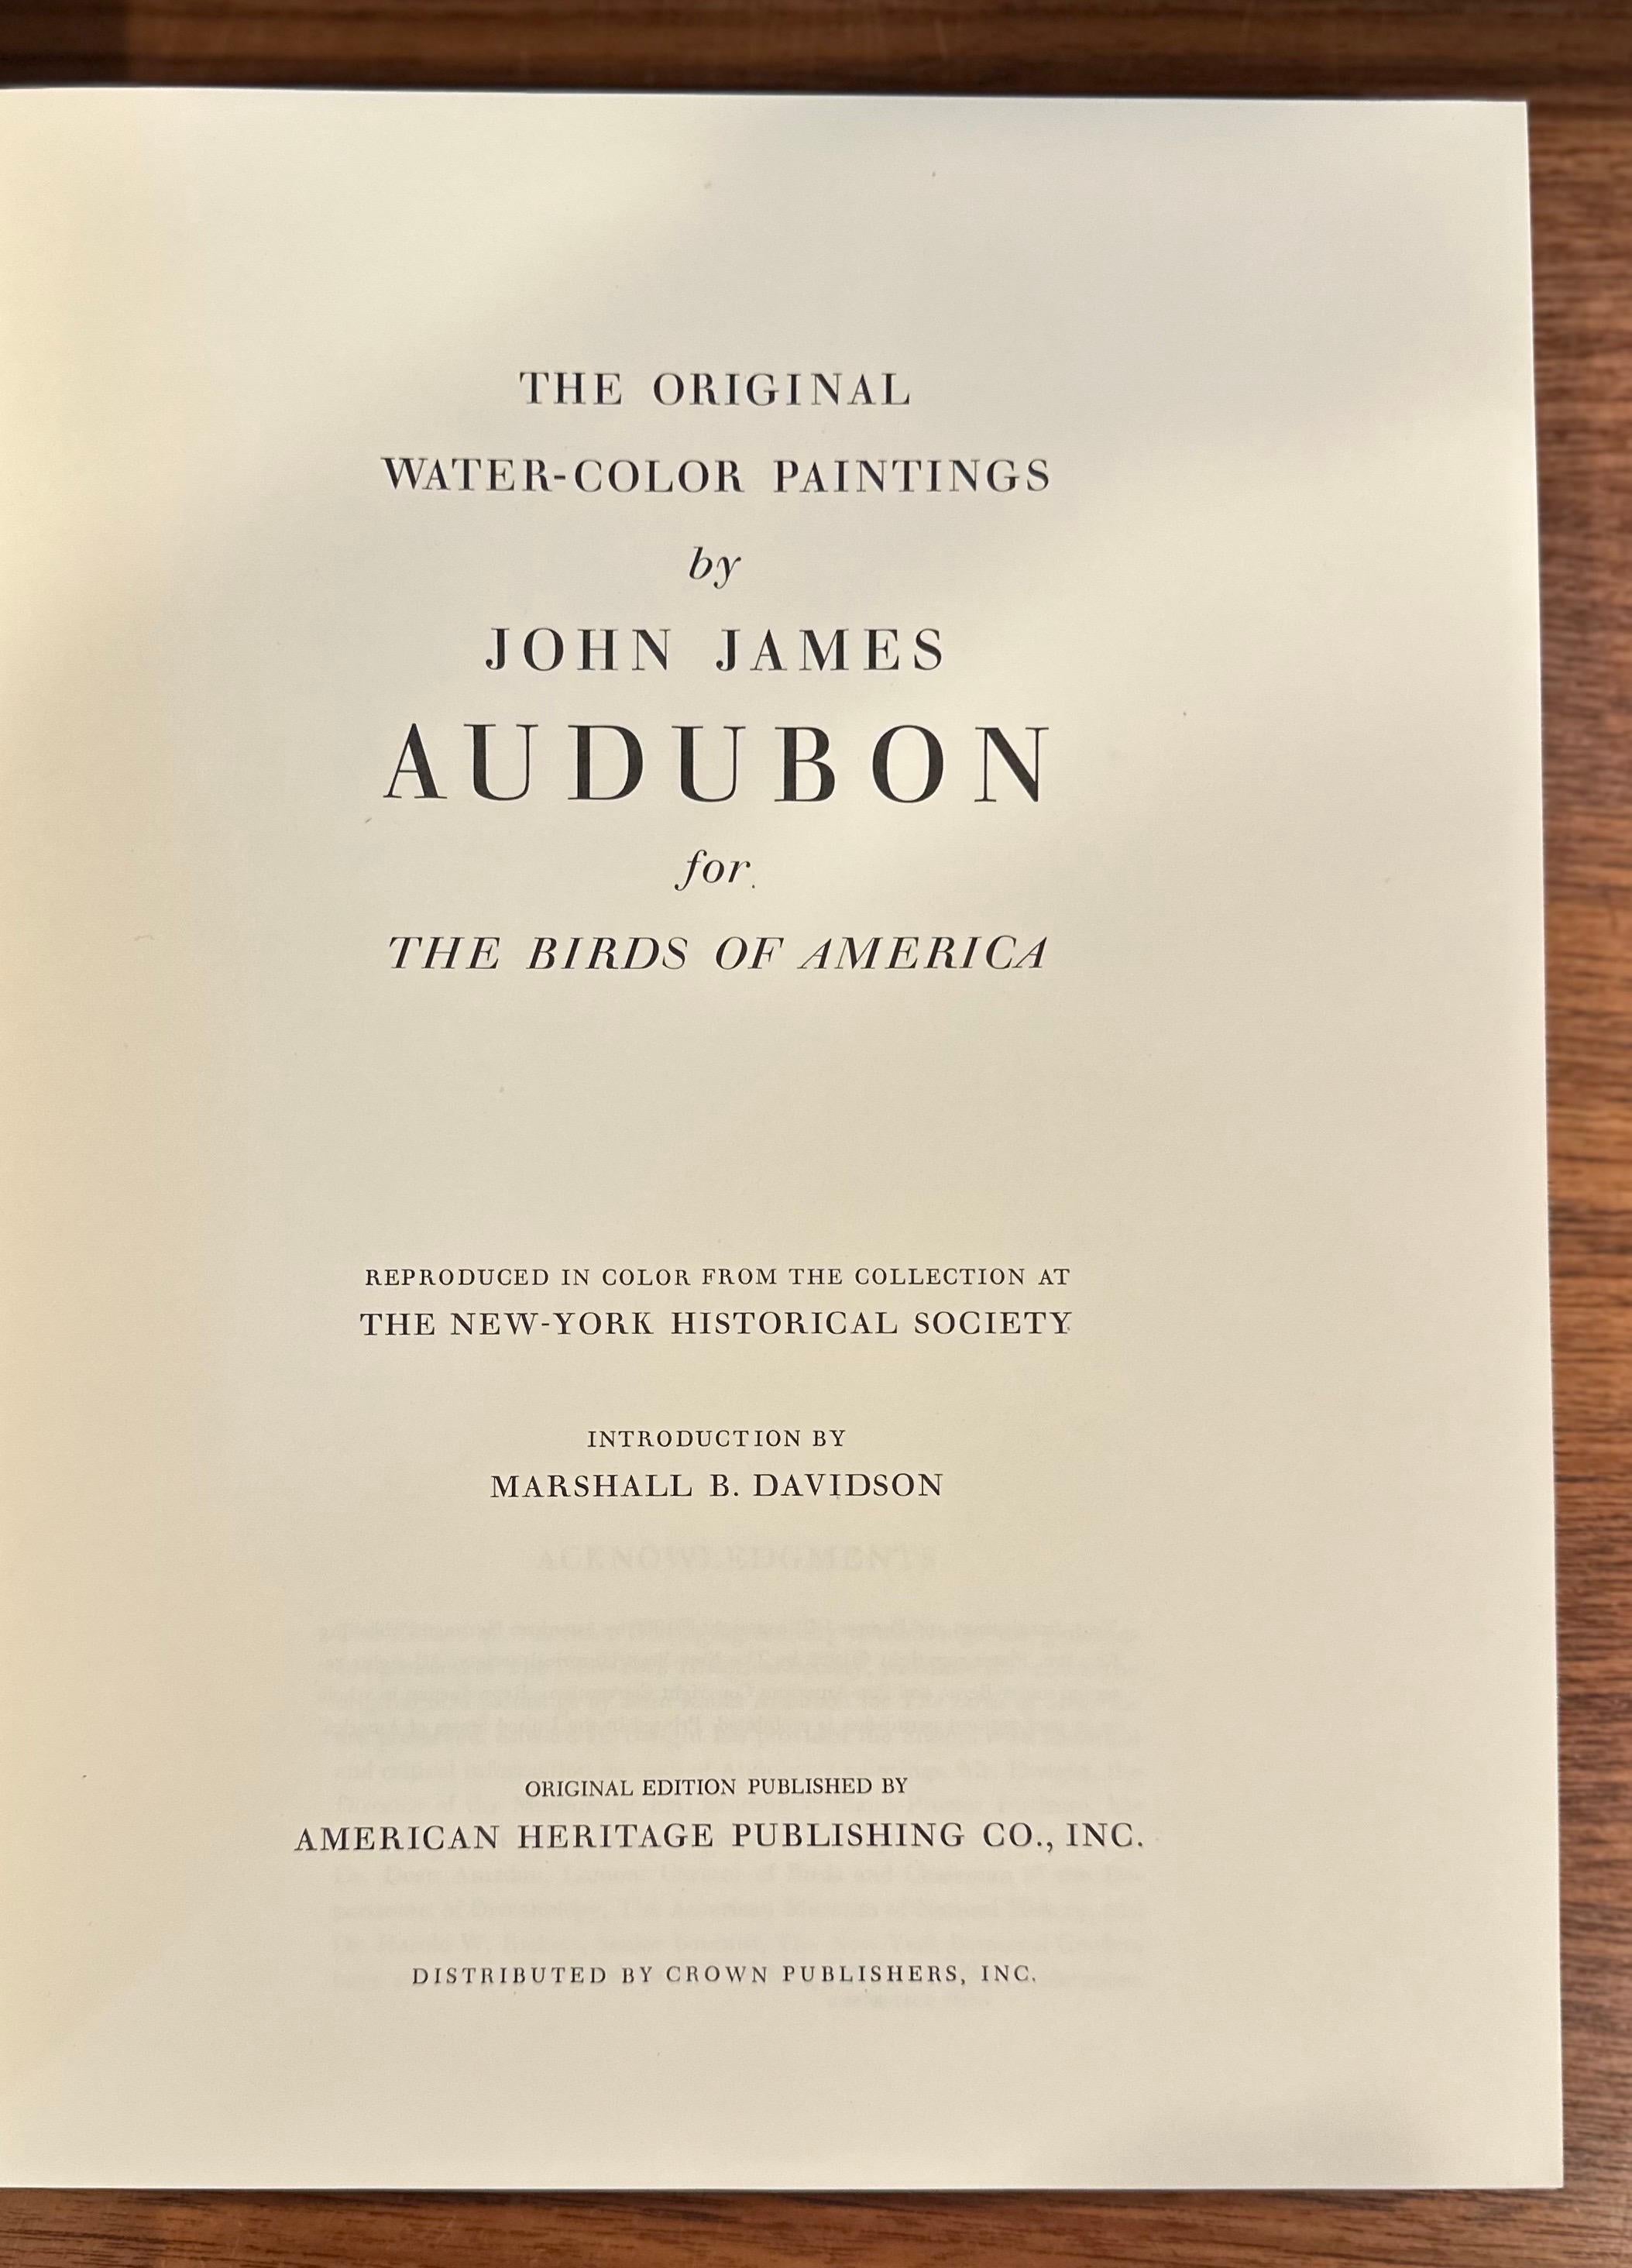 THE ORIGINAL
WATER-COLOR PAINTINGS
by
JOHN JAMES
AUDUBON
for
THE BIRDS OF AMERICA
REPRODUCED IN COLOR FROM THE COLLECTION AT
THE NEW-YORK HISTORICAL SOCIETY
INTRODUCTION BY
MARSHALL B. DAVIDSON
ACKNOWLEDGMENTS
ORIGINAL EDITION PUBLISHED BY
AMERICAN HERITAGE PUBLISHING CO., INC.
DISTRIBUTED BY CROWN PUBLISHERS, INC.